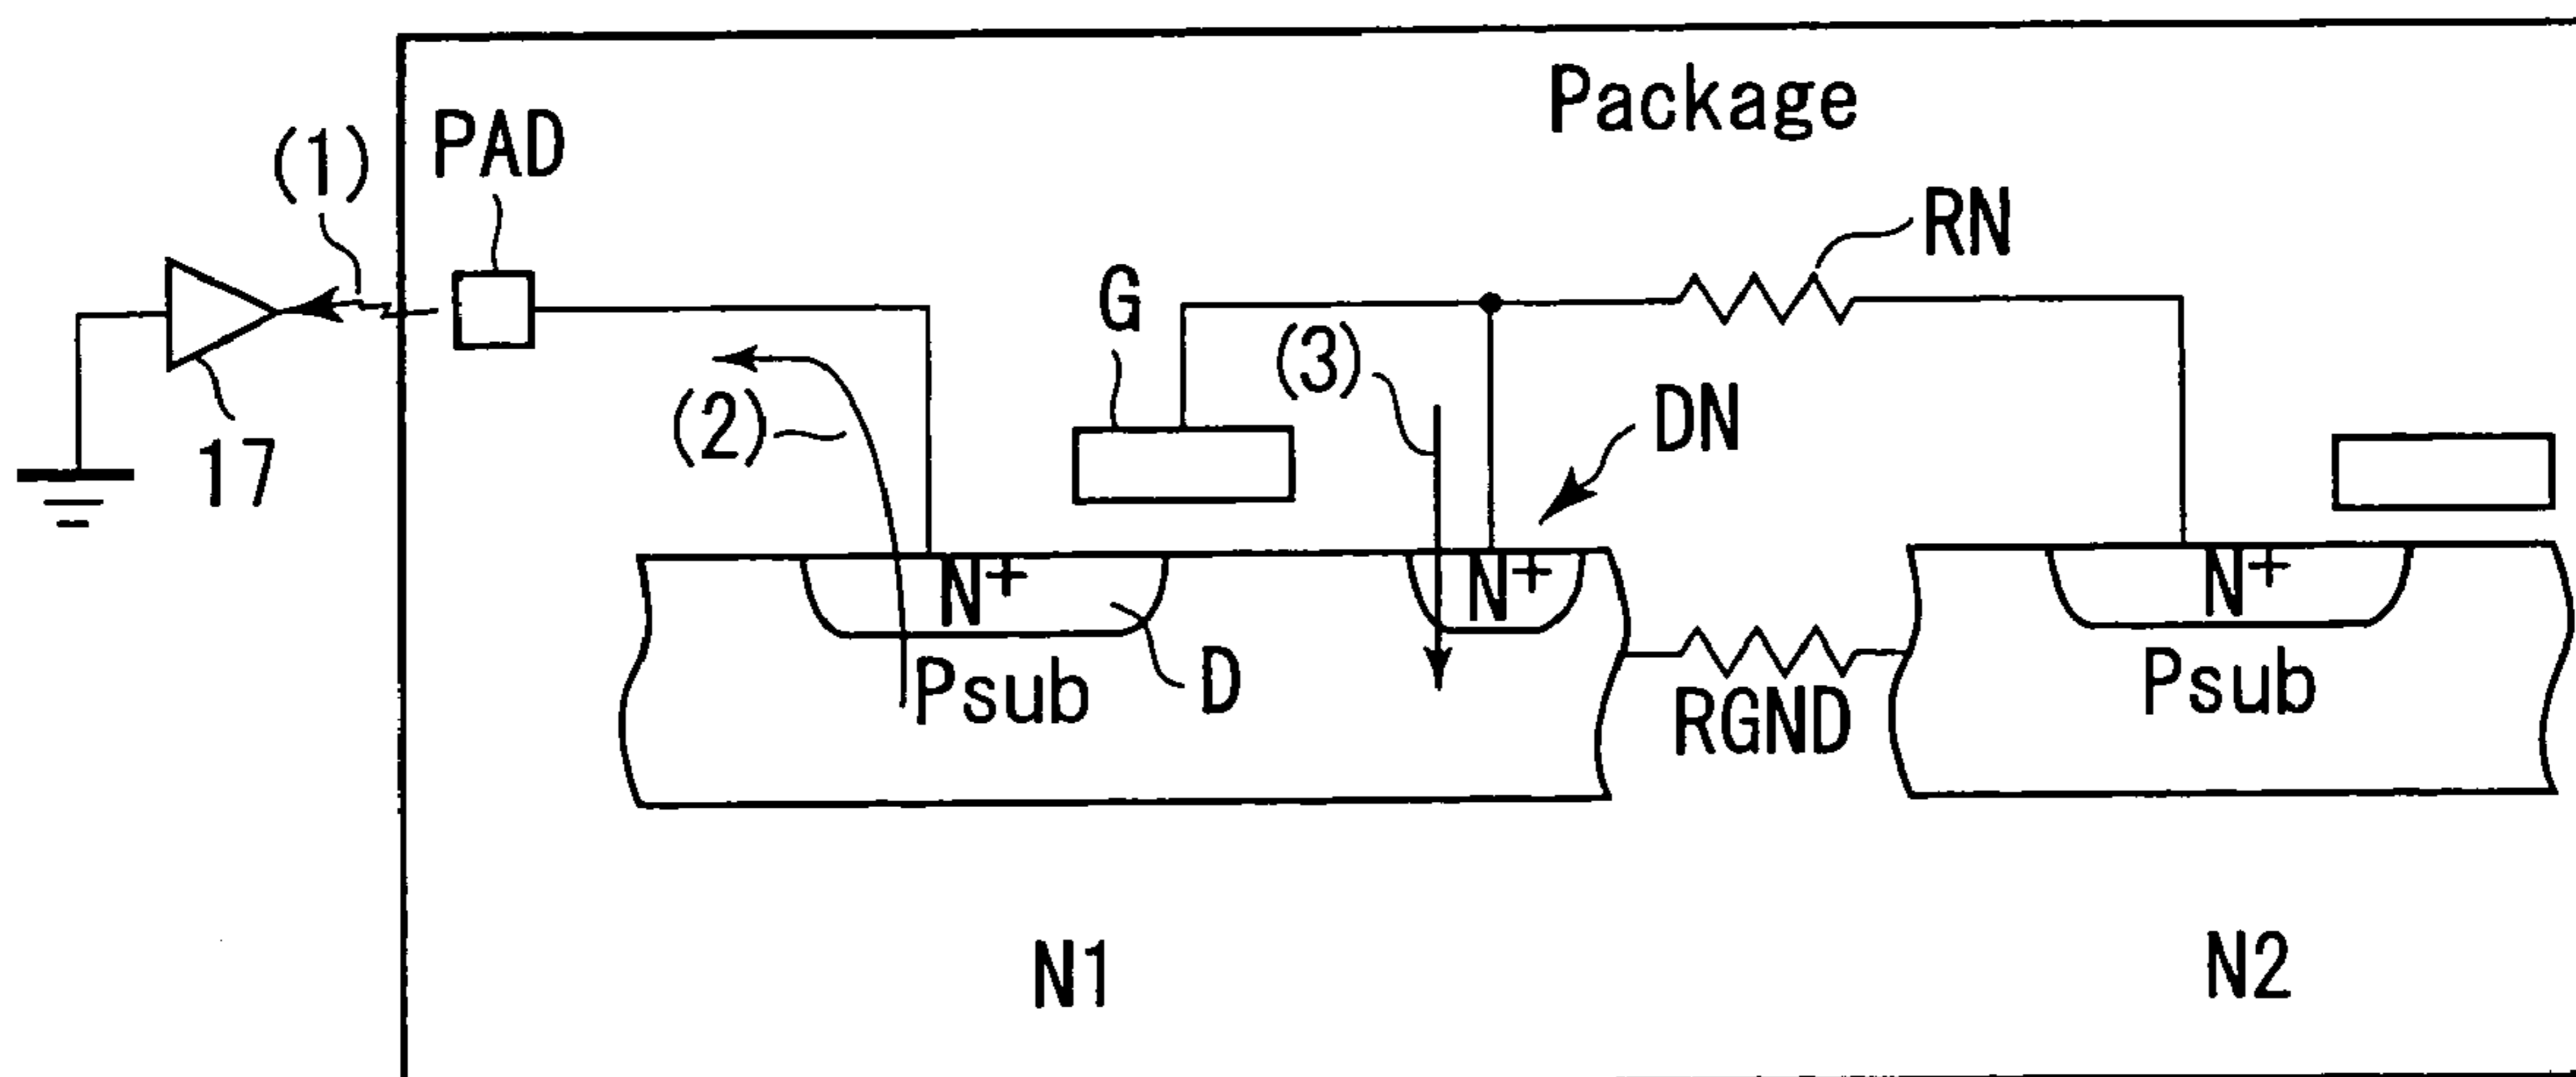 Package
(1)
PAD
RN
G
(3)
DN
(2)
17
N+
N+
N+
Psub
D
RGND
Psub
N1
N2